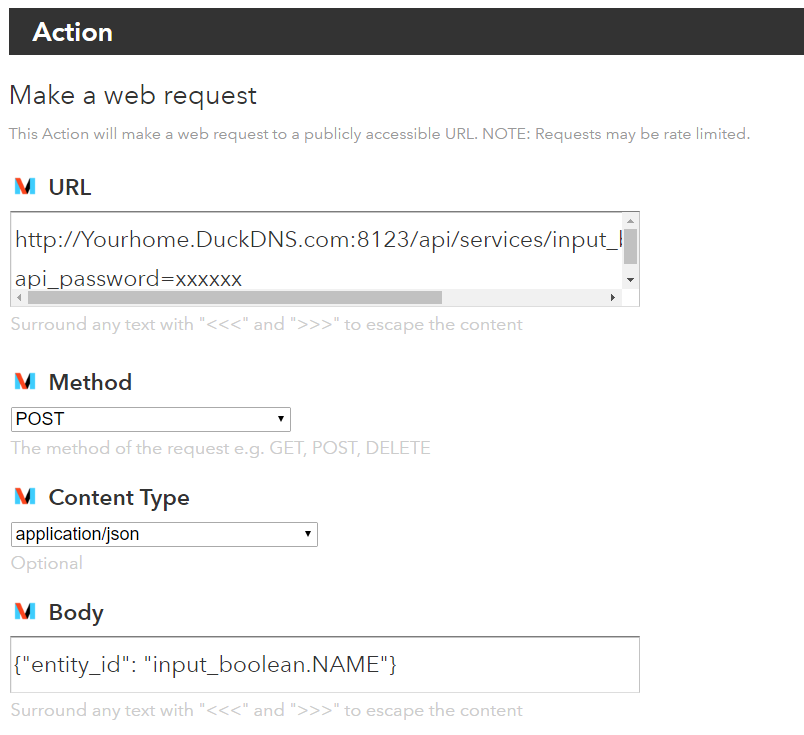 Action
Make a web request
This Action will make a web request to a publicly accessible URL. NOTE: Requests may be rate limited.
URL
http://Yourhome.DuckDNS.com:8123/api/services/input_
api_password=xxxxxx
Surround any text with "<<<" and ">>>" to escape the content
Method
POST
The method of the request e.g. GET, POST, DELETE
Content Type
application/json
Optional
Body
{"entity_id": "input_boolean.NAME"}
Surround any text with "<<<" and ">>>" to escape the content